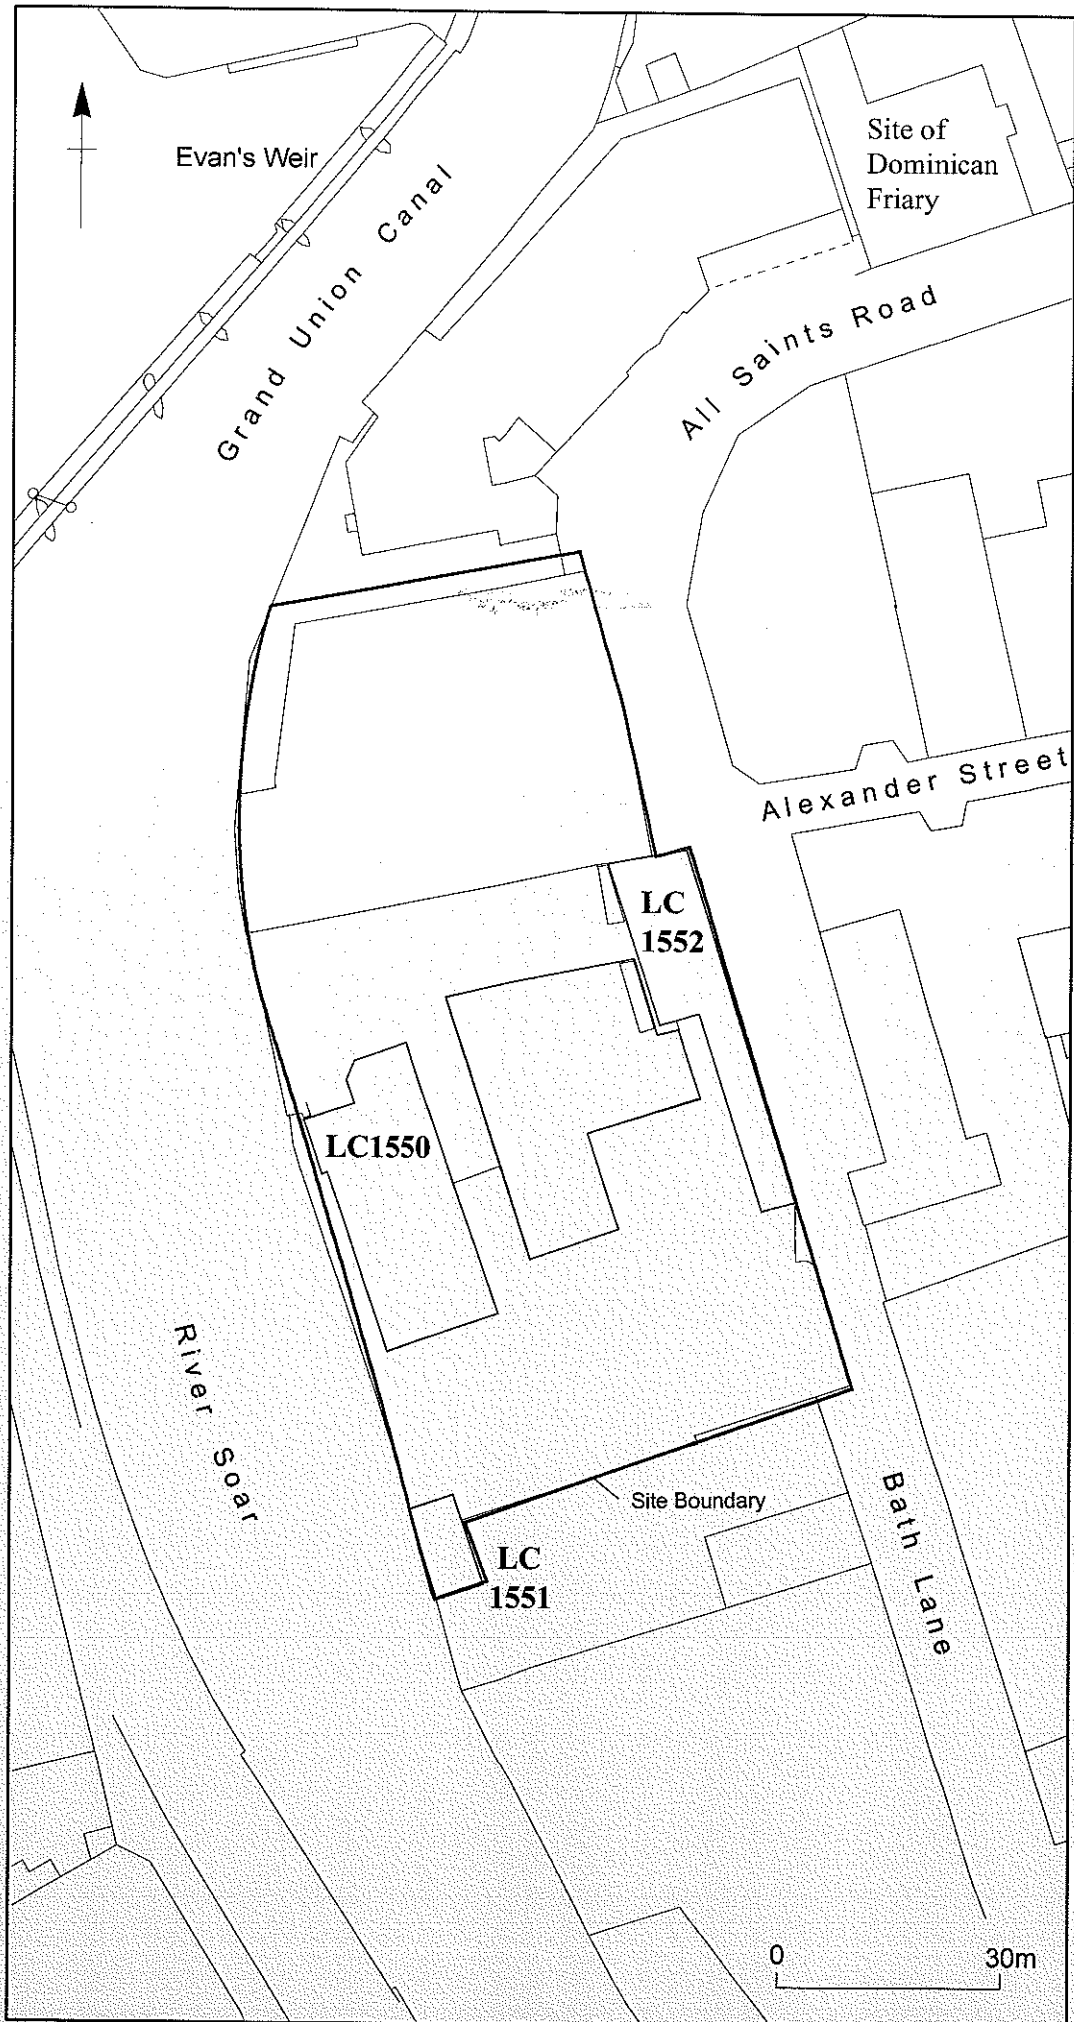 Evan's Weir
Site of
Dominican
Friary
Grand Union Canal
All Saints Road
Alexander Street
LC
1552
LC1550
River Soar
Site Boundary
Bath Lane
LC
1551
0 30m